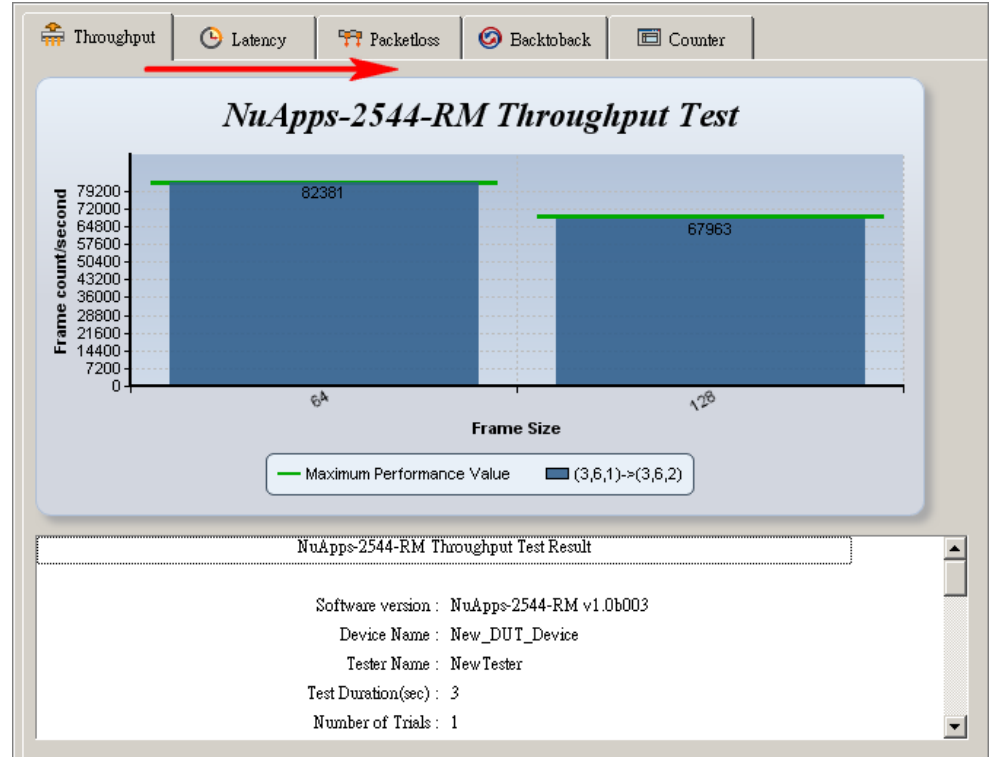 Throughput Latency Packetloss Backtoback Counter
NuApps-2544-RM Throughput Test
Frame count/second
79200
72000
64800
57600
50400
43200
36000
28800
21600
14400
7200
0
82381
67963
64
128
Frame Size
Maximum Performance Value (3,6,1)->(3,6,2)
NuApps-2544-RM Throughput Test Result
Software version : NuApps-2544-RM v1.0b003
Device Name : New_DUT_Device
Tester Name : NewTester
Test Duration(sec) : 3
Number of Trials : 1